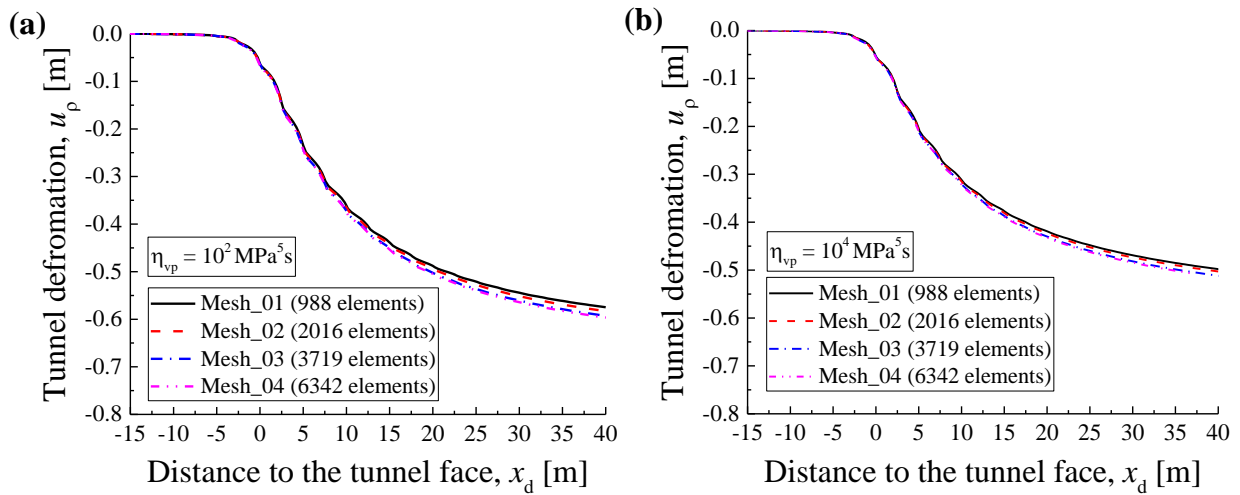 (a)
0.0
-0.1
-0.2
-0.3
-0.4
-0.5
-0.6
-0.7
-0.8
Tunnel defromation, uρ [m]
ηvp = 10² MPa⁵s
Mesh_01 (988 elements)
Mesh_02 (2016 elements)
Mesh_03 (3719 elements)
Mesh_04 (6342 elements)
-15 -10 -5 0 5 10 15 20 25 30 35 40
Distance to the tunnel face, xd [m]
(b)
0.0
-0.1
-0.2
-0.3
-0.4
-0.5
-0.6
-0.7
-0.8
Tunnel defromation, uρ [m]
ηvp = 10⁴ MPa⁵s
Mesh_01 (988 elements)
Mesh_02 (2016 elements)
Mesh_03 (3719 elements)
Mesh_04 (6342 elements)
-15 -10 -5 0 5 10 15 20 25 30 35 40
Distance to the tunnel face, xd [m]